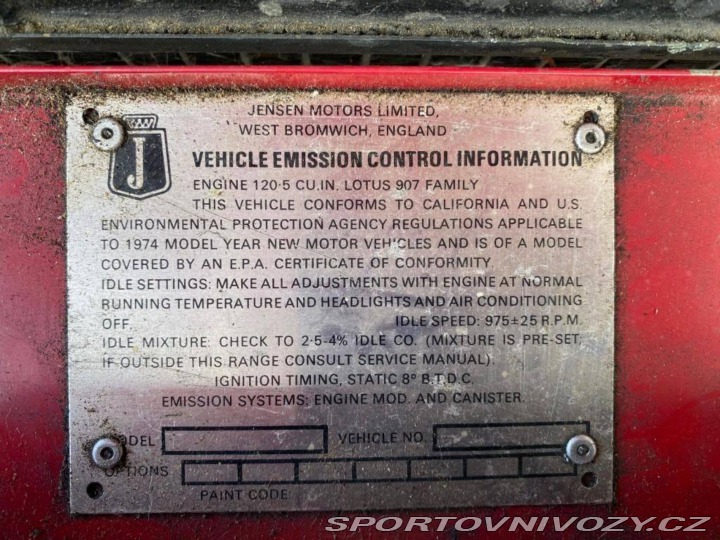 JENSEN MOTORS LIMITED,
WEST BROMWICH, ENGLAND
J
VEHICLE EMISSION CONTROL INFORMATION
ENGINE 120·5 CU.IN. LOTUS 907 FAMILY
THIS VEHICLE CONFORMS TO CALIFORNIA AND U.S.
ENVIRONMENTAL PROTECTION AGENCY REGULATIONS APPLICABLE
TO 1974 MODEL YEAR NEW MOTOR VEHICLES AND IS OF A MODEL
COVERED BY AN E.P.A. CERTIFICATE OF CONFORMITY.
IDLE SETTINGS: MAKE ALL ADJUSTMENTS WITH ENGINE AT NORMAL
RUNNING TEMPERATURE AND HEADLIGHTS AND AIR CONDITIONING
OFF. IDLE SPEED: 975±25 R.P.M.
IDLE MIXTURE: CHECK TO 2·5-4% IDLE CO. (MIXTURE IS PRE-SET,
IF OUTSIDE THIS RANGE CONSULT SERVICE MANUAL).
IGNITION TIMING, STATIC 8° B.T.D.C.
EMISSION SYSTEMS: ENGINE MOD. AND CANISTER.
MODEL VEHICLE NO.
OPTIONS
PAINT CODE:
SPORTOVNIVOZY.CZ